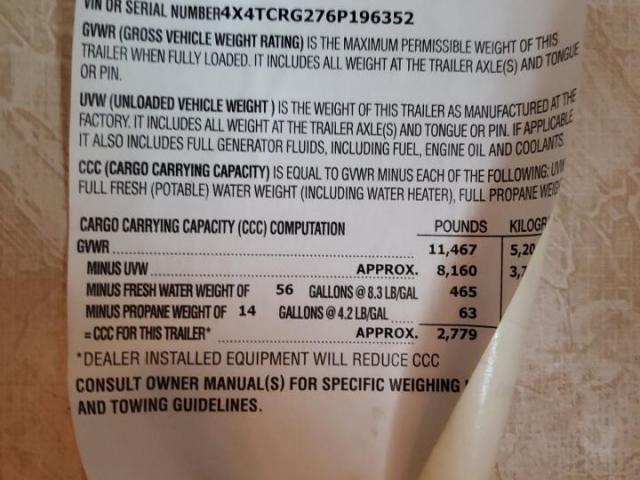 VIN OR SERIAL NUMBER4X4TCRG276P196352
GVWR (GROSS VEHICLE WEIGHT RATING) IS THE MAXIMUM PERMISSIBLE WEIGHT OF THIS
TRAILER WHEN FULLY LOADED. IT INCLUDES ALL WEIGHT AT THE TRAILER AXLE(S) AND TONGUE
OR PIN.
UVW (UNLOADED VEHICLE WEIGHT ) IS THE WEIGHT OF THIS TRAILER AS MANUFACTURED AT THE
FACTORY. IT INCLUDES ALL WEIGHT AT THE TRAILER AXLE(S) AND TONGUE OR PIN. IF APPLICABLE
IT ALSO INCLUDES FULL GENERATOR FLUIDS, INCLUDING FUEL, ENGINE OIL AND COOLANTS.
CCC (CARGO CARRYING CAPACITY) IS EQUAL TO GVWR MINUS EACH OF THE FOLLOWING: UVW
FULL FRESH (POTABLE) WATER WEIGHT (INCLUDING WATER HEATER), FULL PROPANE WEIG
CARGO CARRYING CAPACITY (CCC) COMPUTATION POUNDS KILOGR
GVWR 11,467 5,20
MINUS UVW APPROX. 8,160 3,7
MINUS FRESH WATER WEIGHT OF 56 GALLONS @ 8.3 LB/GAL 465
MINUS PROPANE WEIGHT OF 14 GALLONS @ 4.2 LB/GAL 63
= CCC FOR THIS TRAILER* APPROX. 2,779
*DEALER INSTALLED EQUIPMENT WILL REDUCE CCC
CONSULT OWNER MANUAL(S) FOR SPECIFIC WEIGHING
AND TOWING GUIDELINES.